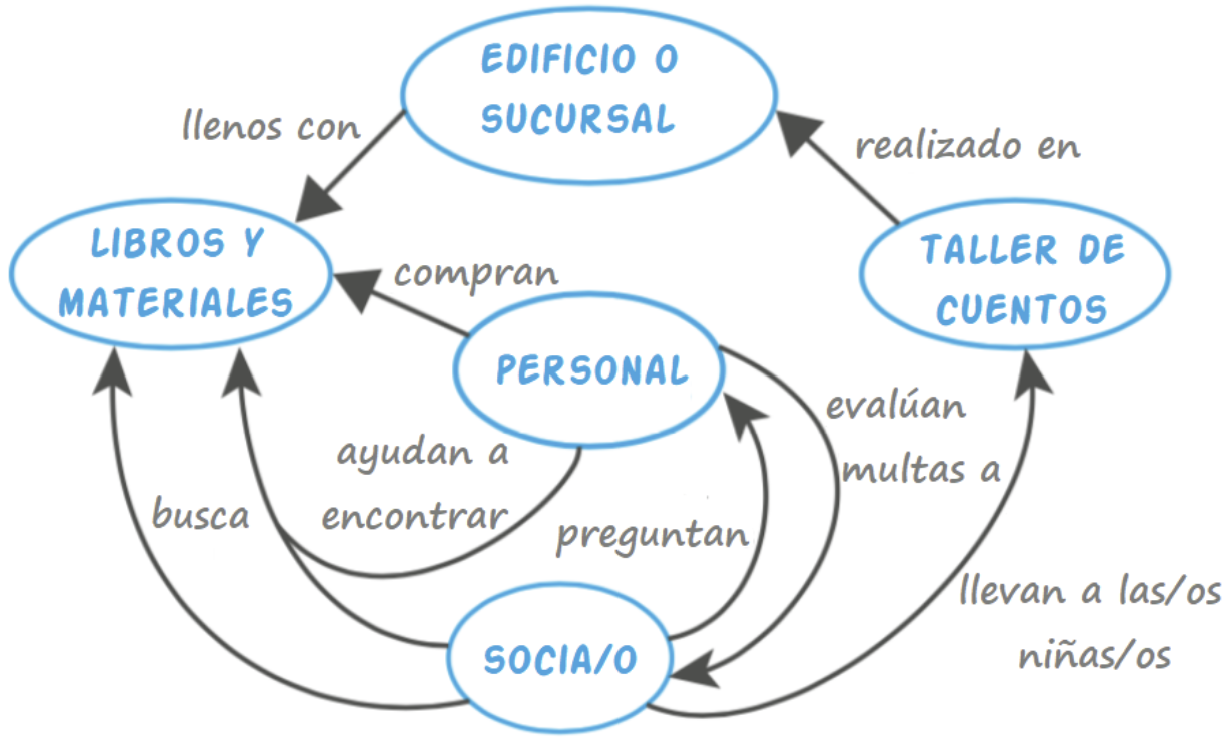 EDIFICIO O
SUCURSAL
llenos con
realizado en
LIBROS Y
MATERIALES
TALLER DE
CUENTOS
compran
PERSONAL
evalúan
multas a
ayudan a
encontrar
busca
preguntan
llevan a las/os
niñas/os
SOCIA/O